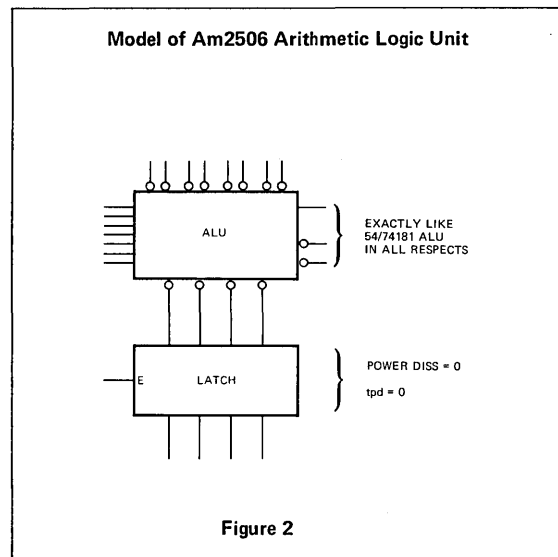 Model of Am2506 Arithmetic Logic Unit
ALU
EXACTLY LIKE
54/74181 ALU
IN ALL RESPECTS
E
LATCH
POWER DISS = 0
tpd = 0
Figure 2